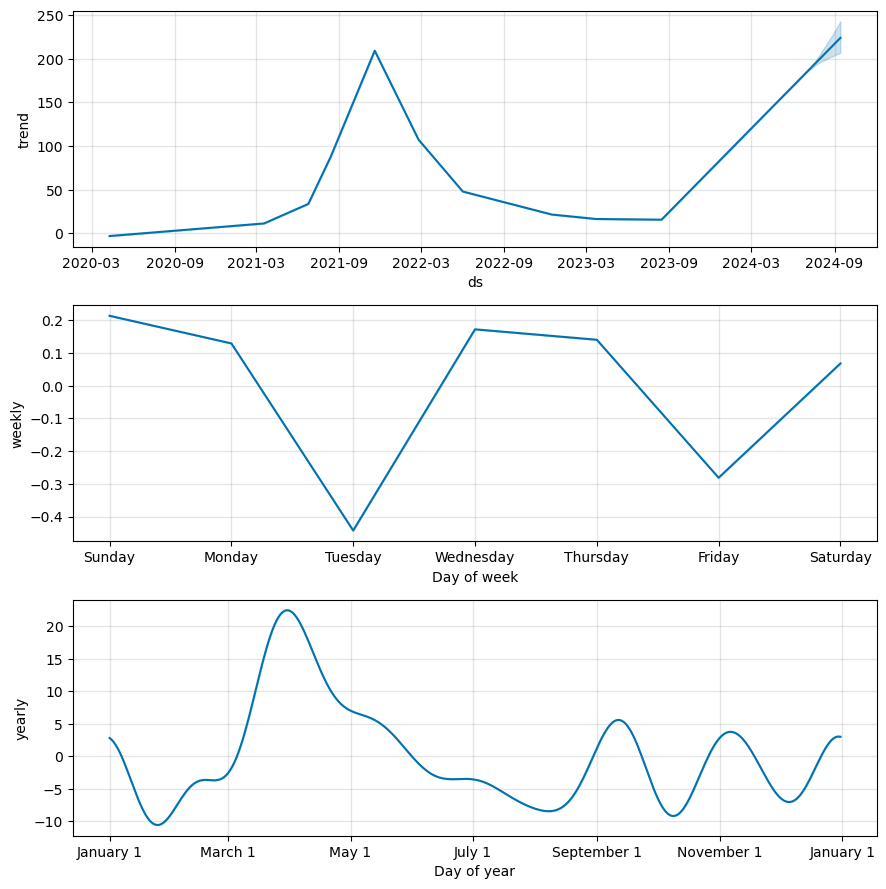 250
200
150
100
50
0
trend
2020-03 2020-09 2021-03 2021-09 2022-03 2022-09 2023-03 2023-09 2024-03 2024-09
ds
0.2
0.1
0.0
−0.1
−0.2
−0.3
−0.4
weekly
Sunday Monday Tuesday Wednesday Thursday Friday Saturday
Day of week
20
15
10
5
0
−5
−10
yearly
January 1 March 1 May 1 July 1 September 1 November 1 January 1
Day of year